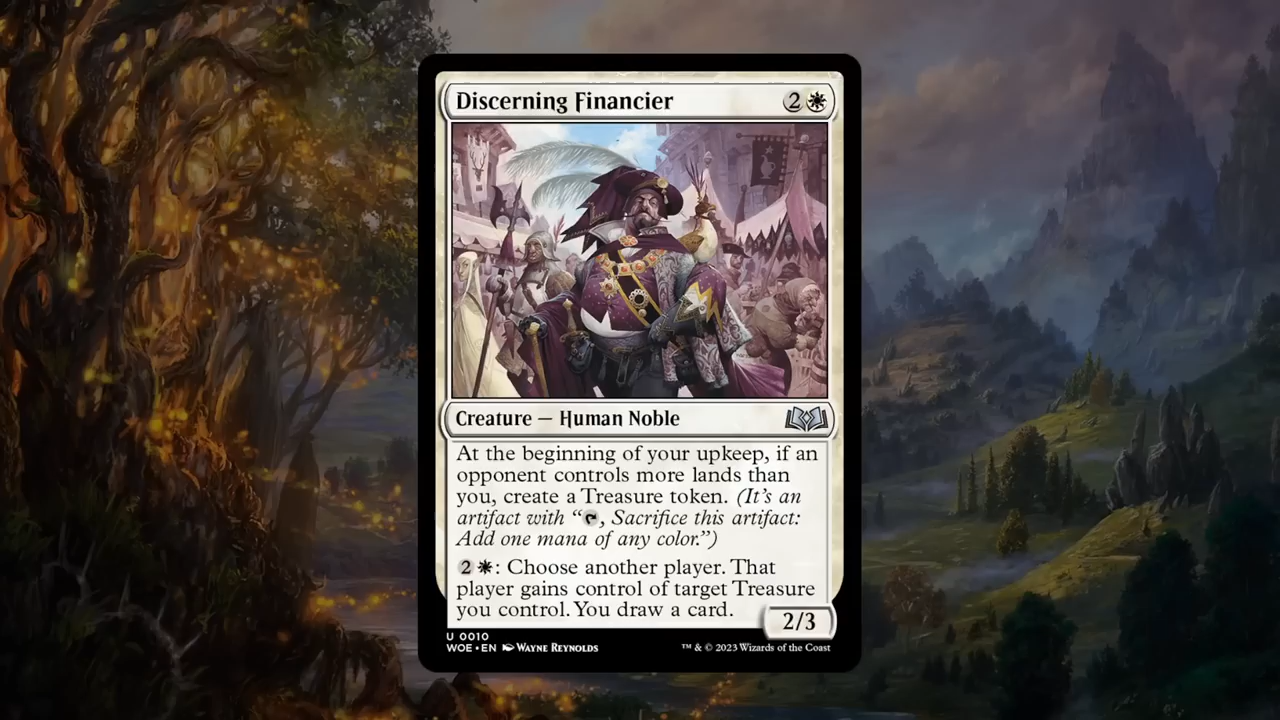 Discerning Financier 2
Creature — Human Noble
At the beginning of your upkeep, if an
opponent controls more lands than
you, create a Treasure token. (It's an
artifact with “, Sacrifice this artifact:
Add one mana of any color.”)
2 : Choose another player. That
player gains control of target Treasure
you control. You draw a card.
2/3
U 0010
WOE • EN Wayne Reynolds
™ & © 2023 Wizards of the Coast